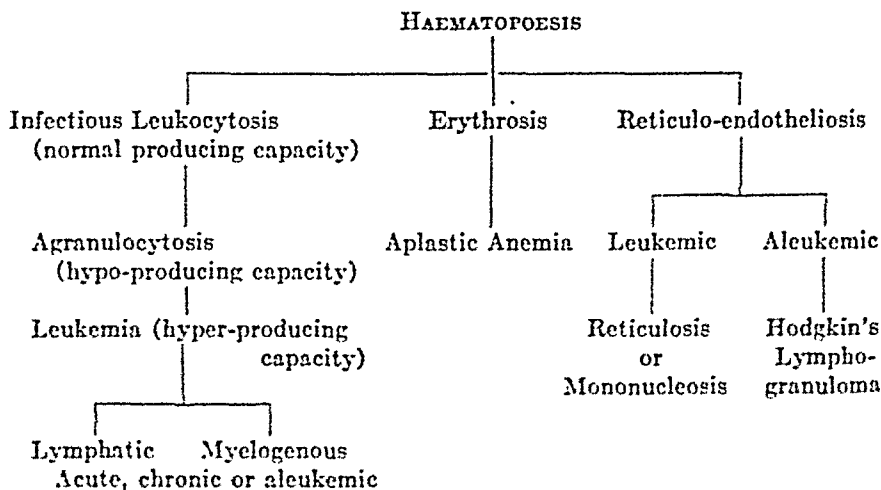 HAEMATOPOESIS
Infectious Leukocytosis
(normal producing capacity)
Erythrosis
Reticulo-endotheliosis
Agranulocytosis
(hypo-producing capacity)
Aplastic Anemia
Leukemic
Aleukemic
Leukemia (hyper-producing
capacity)
Reticulosis
or
Mononucleosis
Hodgkin's
Lympho-
granuloma
Lymphatic
Myelogenous
Acute, chronic or aleukemic